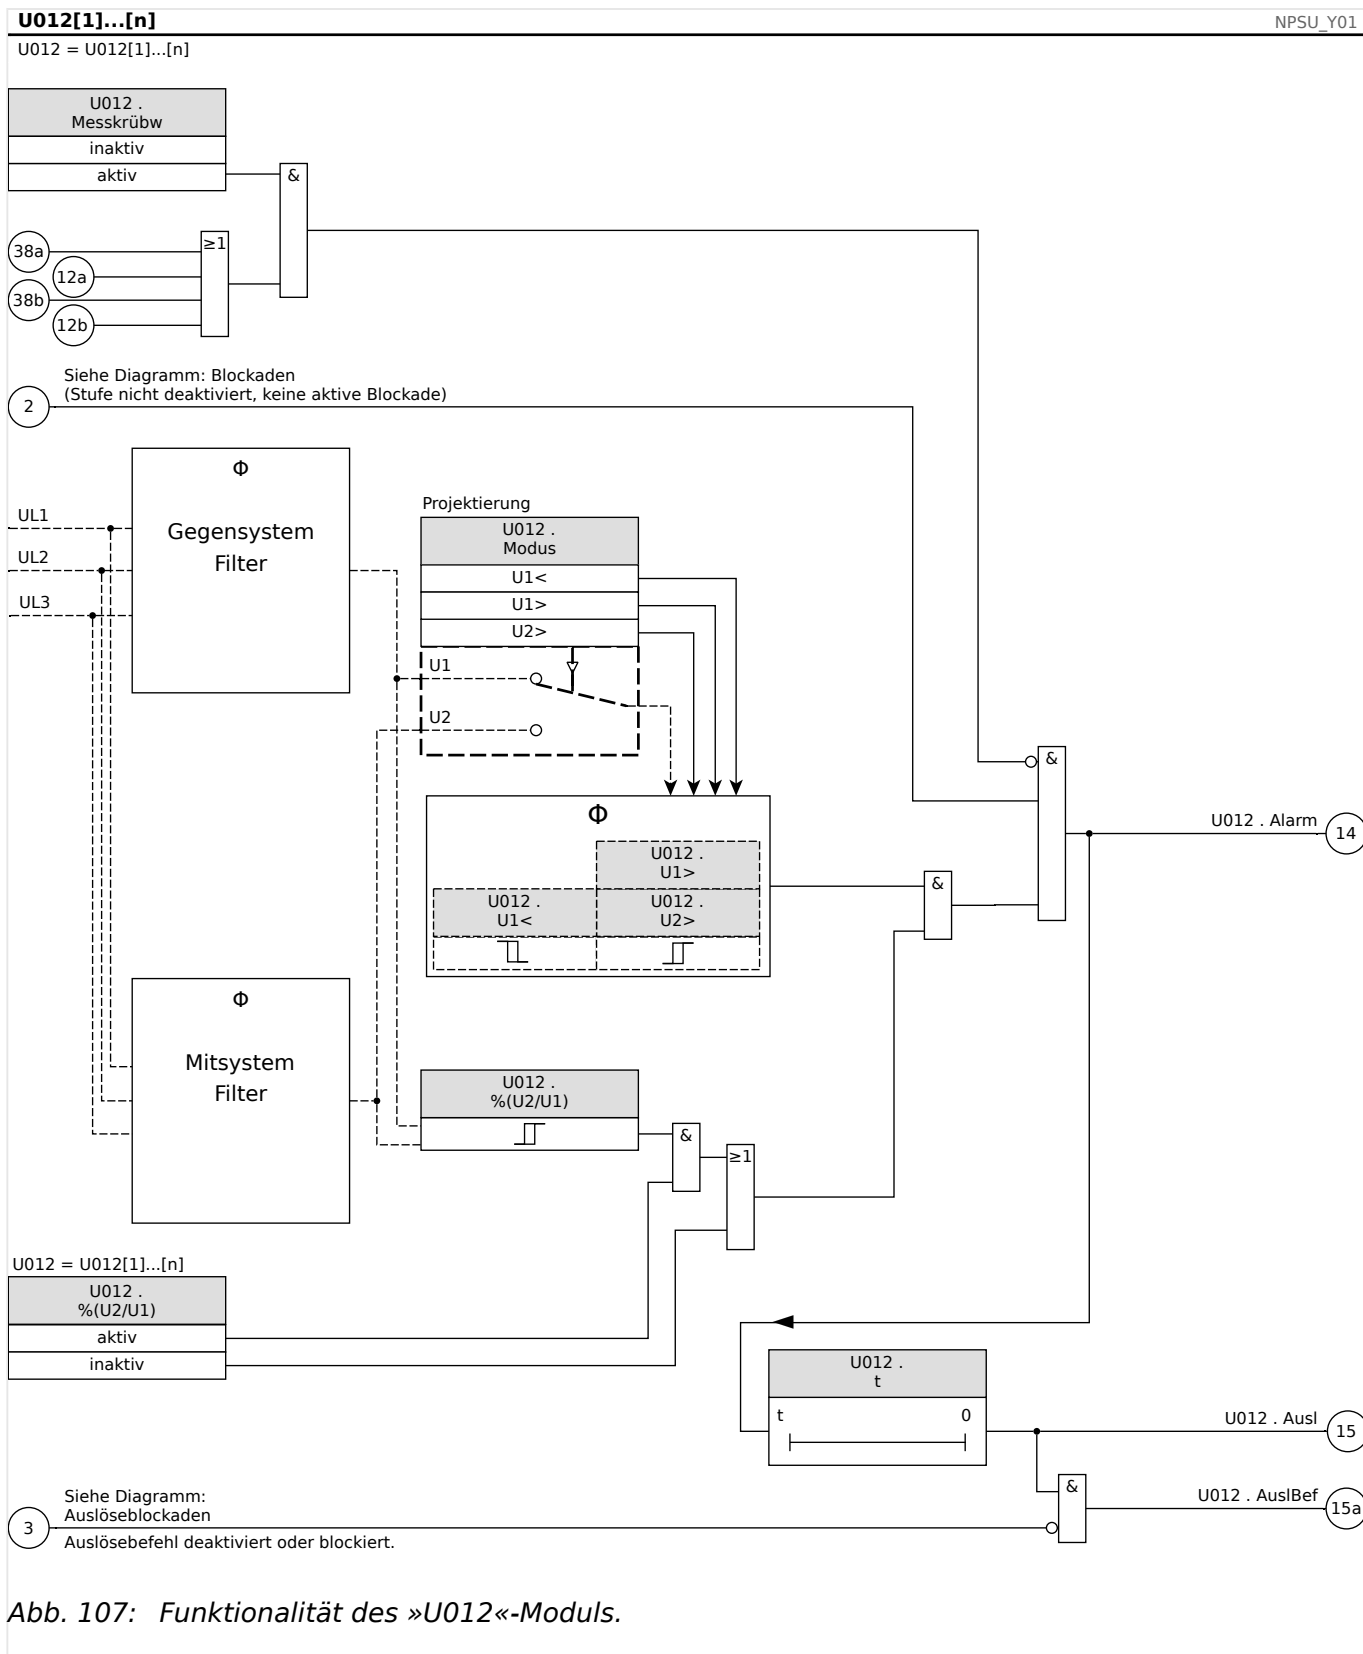 U012[1]...[n]
NPSU_Y01
U012 = U012[1]...[n]
U012 .
Messkrübw
inaktiv
aktiv
&
≥1
38a
12a
38b
12b
Siehe Diagramm: Blockaden
(Stufe nicht deaktiviert, keine aktive Blockade)
2
Φ
Gegensystem
Filter
UL1
UL2
UL3
Projektierung
U012 .
Modus
U1<
U1>
U2>
U1
U2
&
Φ
U012 .
U1>
U012 .
U1<
U012 .
U2>
&
U012 . Alarm
14
Φ
Mitsystem
Filter
U012 .
%(U2/U1)
&
≥1
U012 = U012[1]...[n]
U012 .
%(U2/U1)
aktiv
inaktiv
U012 .
t
t
0
U012 . Ausl
15
&
U012 . AuslBef
15a
Siehe Diagramm:
Auslöseblockaden
3
Auslösebefehl deaktiviert oder blockiert.
Abb. 107: Funktionalität des »U012«-Moduls.